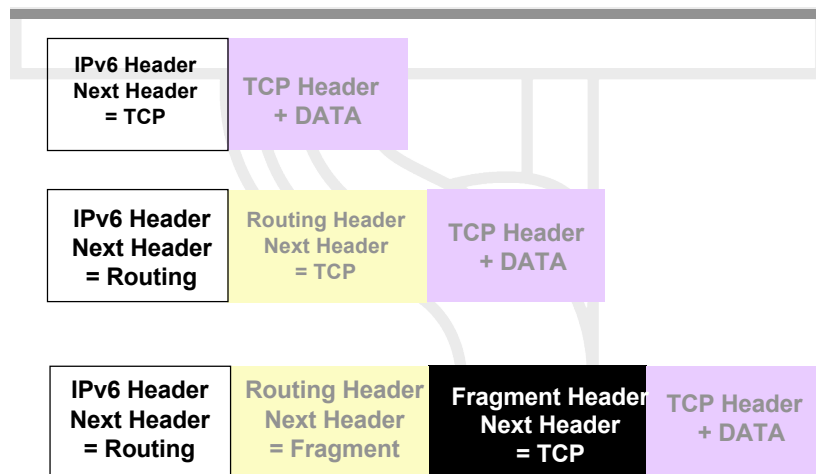 IPv6 Header
Next Header
= TCP
TCP Header
+ DATA
IPv6 Header
Next Header
= Routing
Routing Header
Next Header
= TCP
TCP Header
+ DATA
IPv6 Header
Next Header
= Routing
Routing Header
Next Header
= Fragment
Fragment Header
Next Header
= TCP
TCP Header
+ DATA